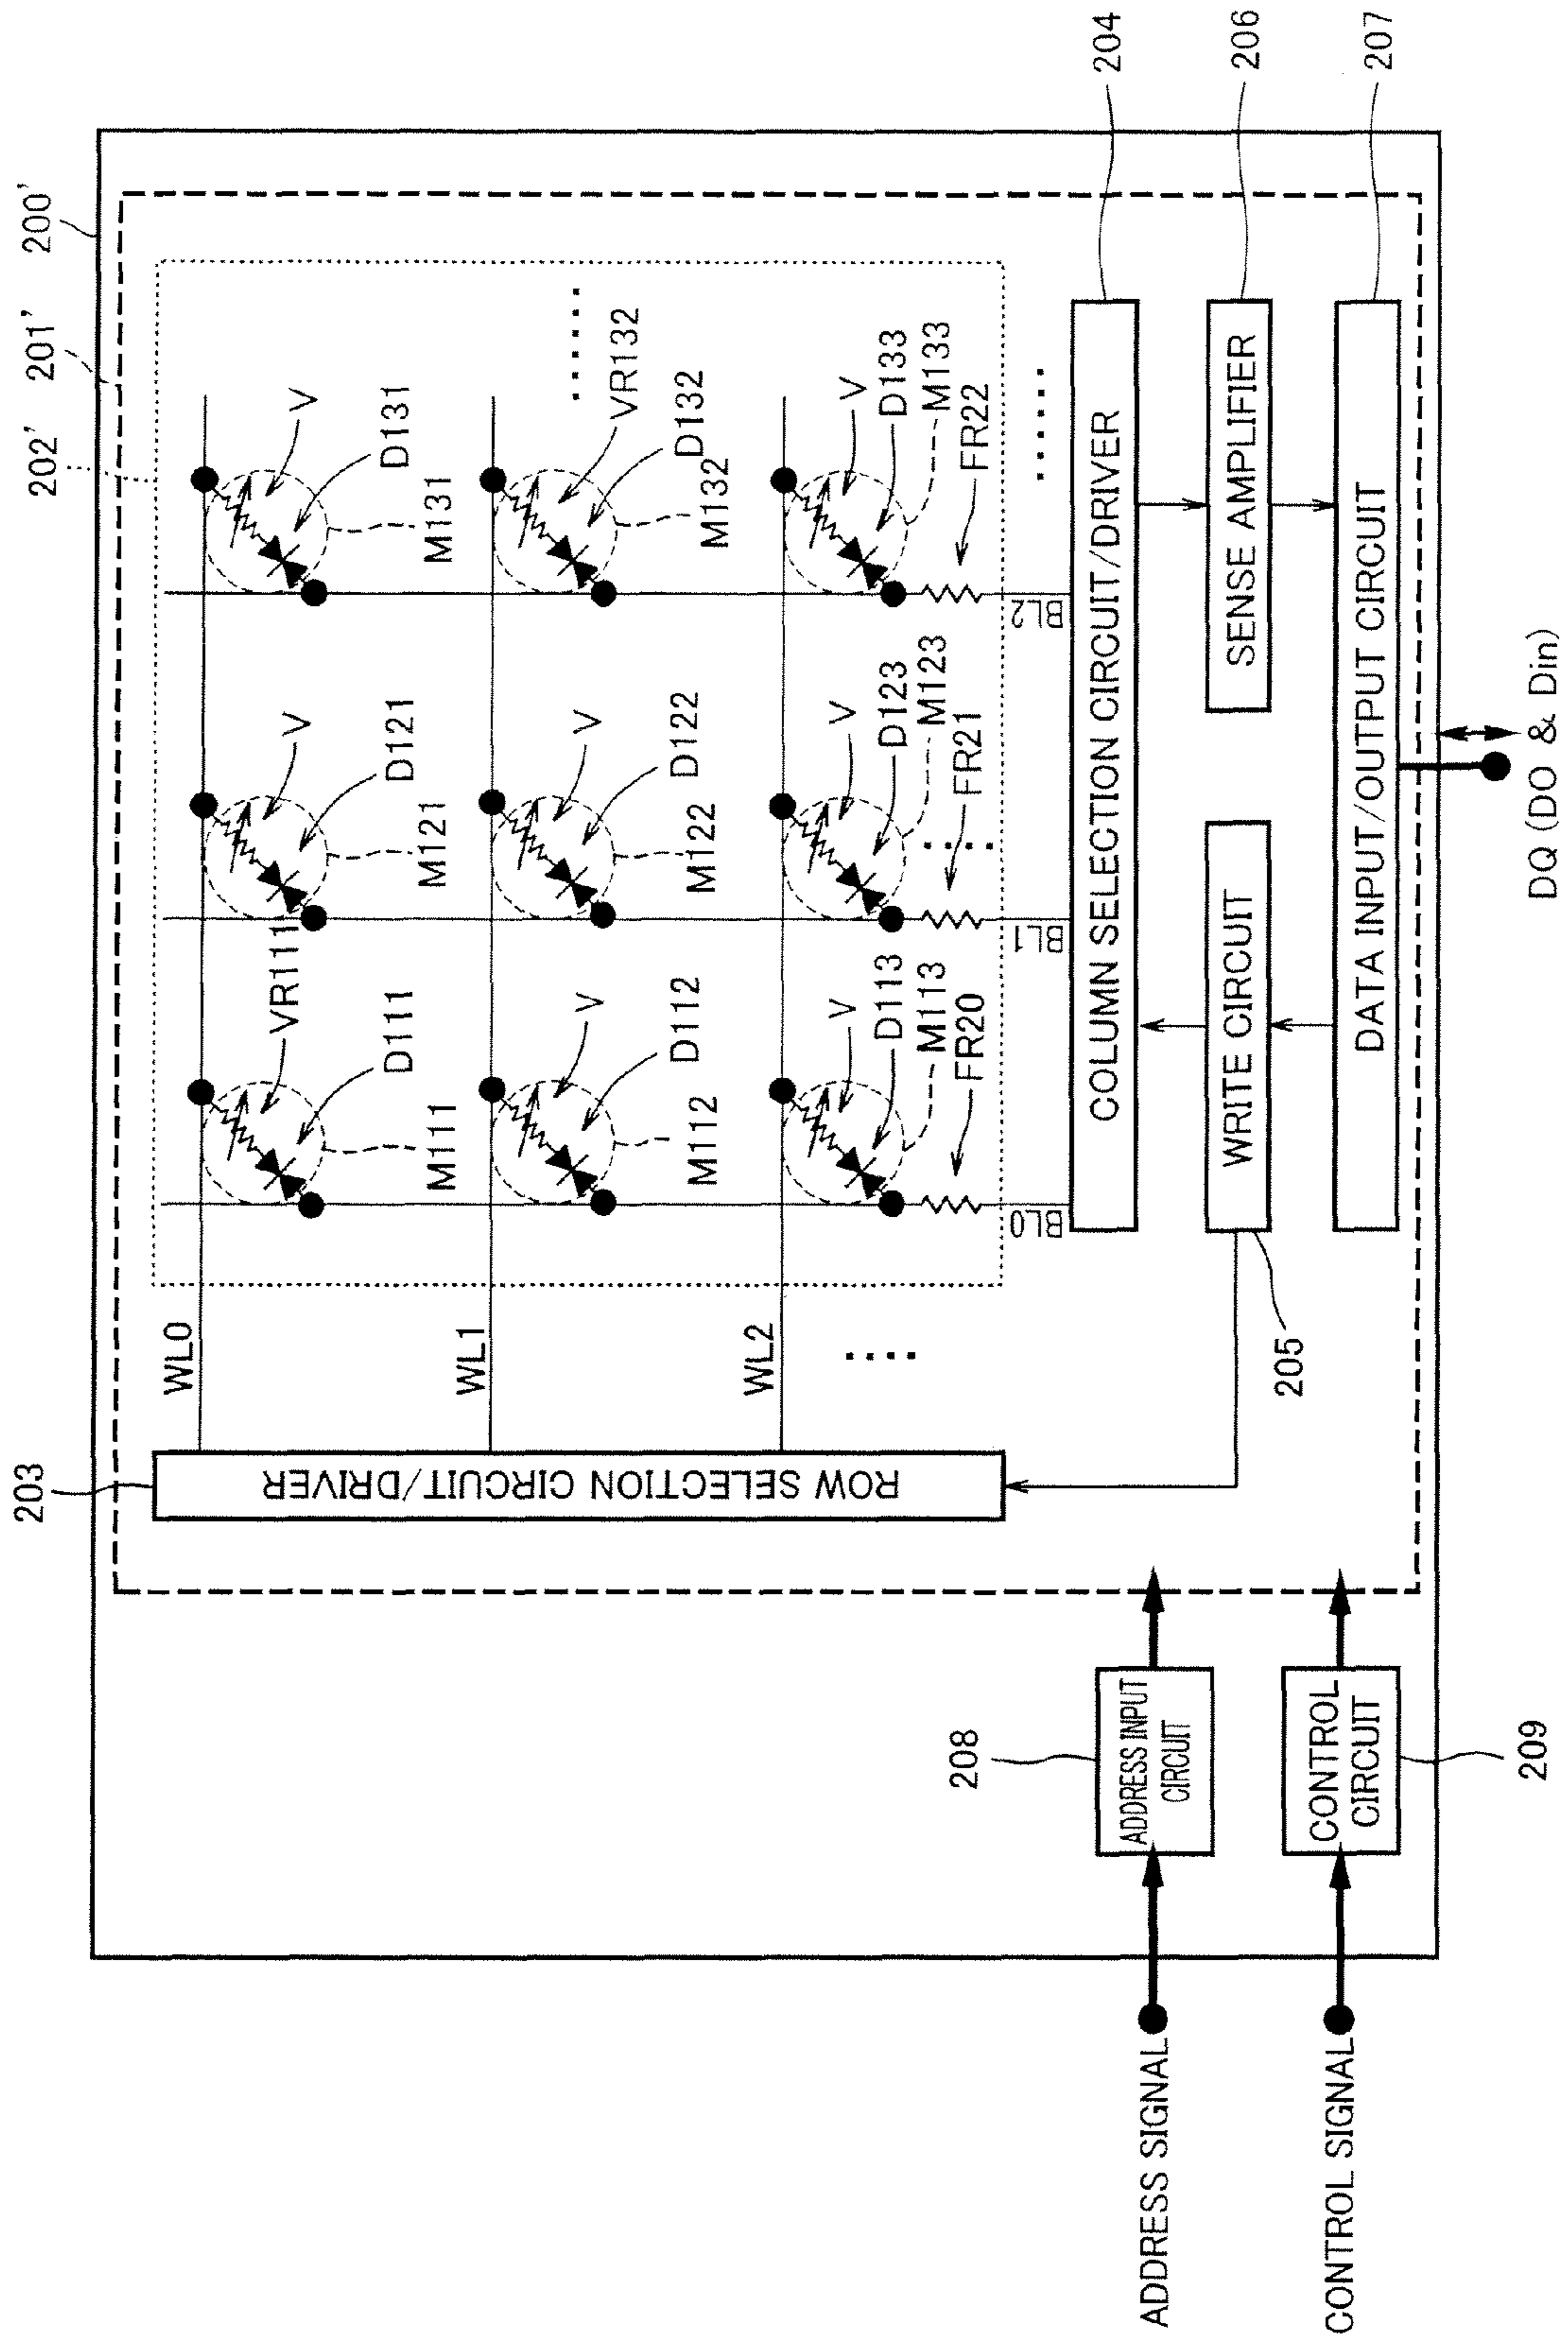 200'
201'
202'
203
WL0
WL1
WL2
....
ROW SELECTION CIRCUIT/DRIVER
VR111
D111
M111
V
D121
M121
V
D131
M131
V
D112
M112
V
D122
M122
VR132
D132
M132
......
V
D113
M113
FR20
V
D123
M123
FR21
....
V
D133
M133
FR22
......
BL0
BL1
BL2
COLUMN SELECTION CIRCUIT/DRIVER
204
WRITE CIRCUIT
205
SENSE AMPLIFIER
206
DATA INPUT/OUTPUT CIRCUIT
207
208
ADDRESS INPUT
CIRCUIT
CONTROL
CIRCUIT
209
ADDRESS SIGNAL
CONTROL SIGNAL
DQ (DO & Din)